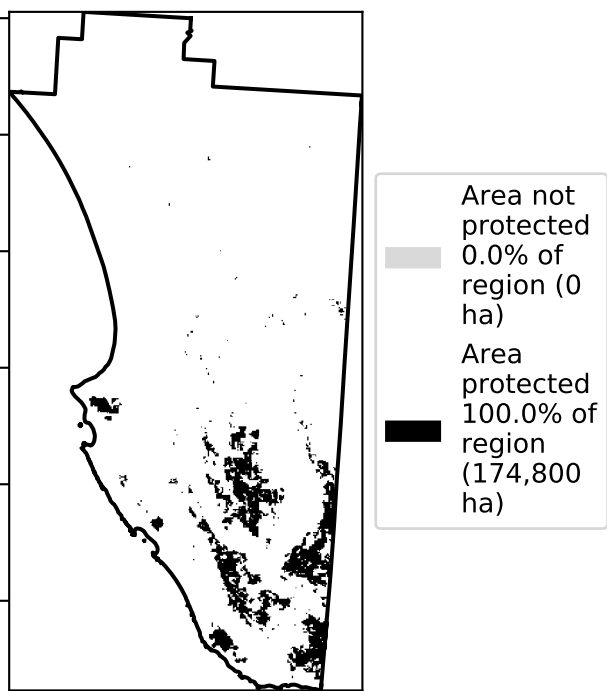 Area not
protected
0.0% of
region (0
ha)
Area
protected
100.0% of
region
(174,800
ha)